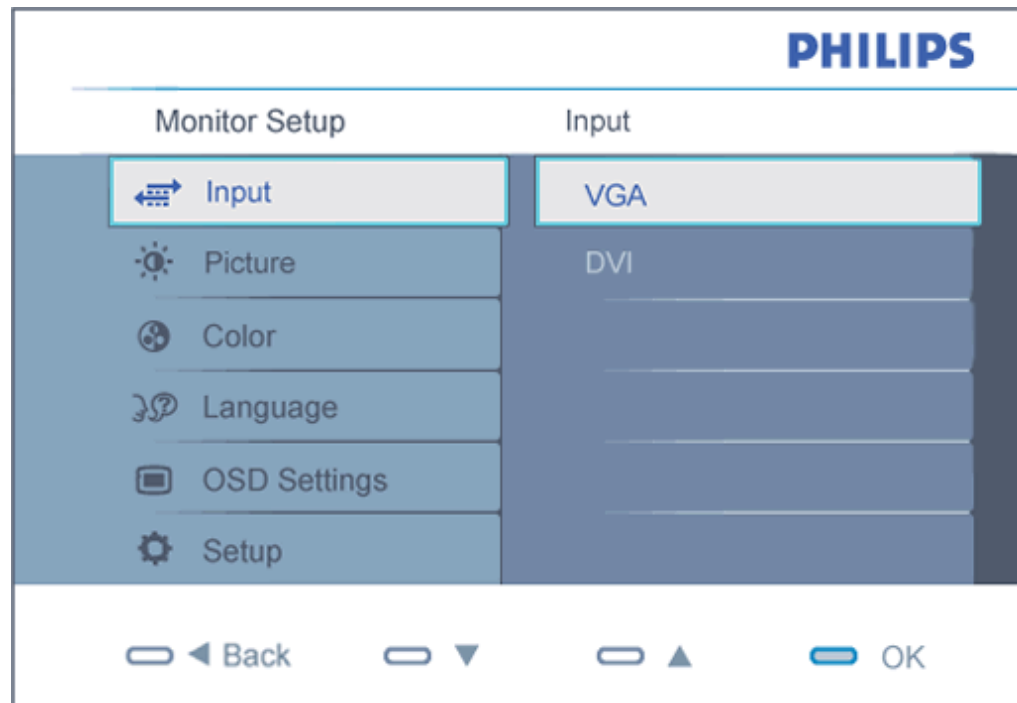 PHILIPS
Monitor Setup Input
Input VGA
Picture DVI
Color
Language
OSD Settings
Setup
Back OK